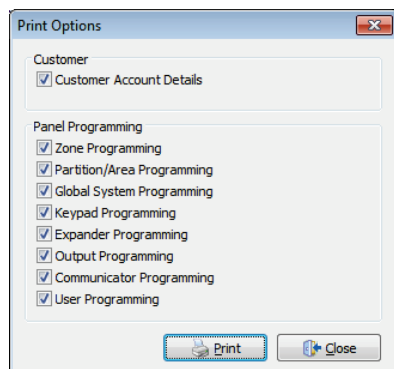 Print Options
Customer
Customer Account Details
Panel Programming
Zone Programming
Partition/Area Programming
Global System Programming
Keypad Programming
Expander Programming
Output Programming
Communicator Programming
User Programming
Print Close